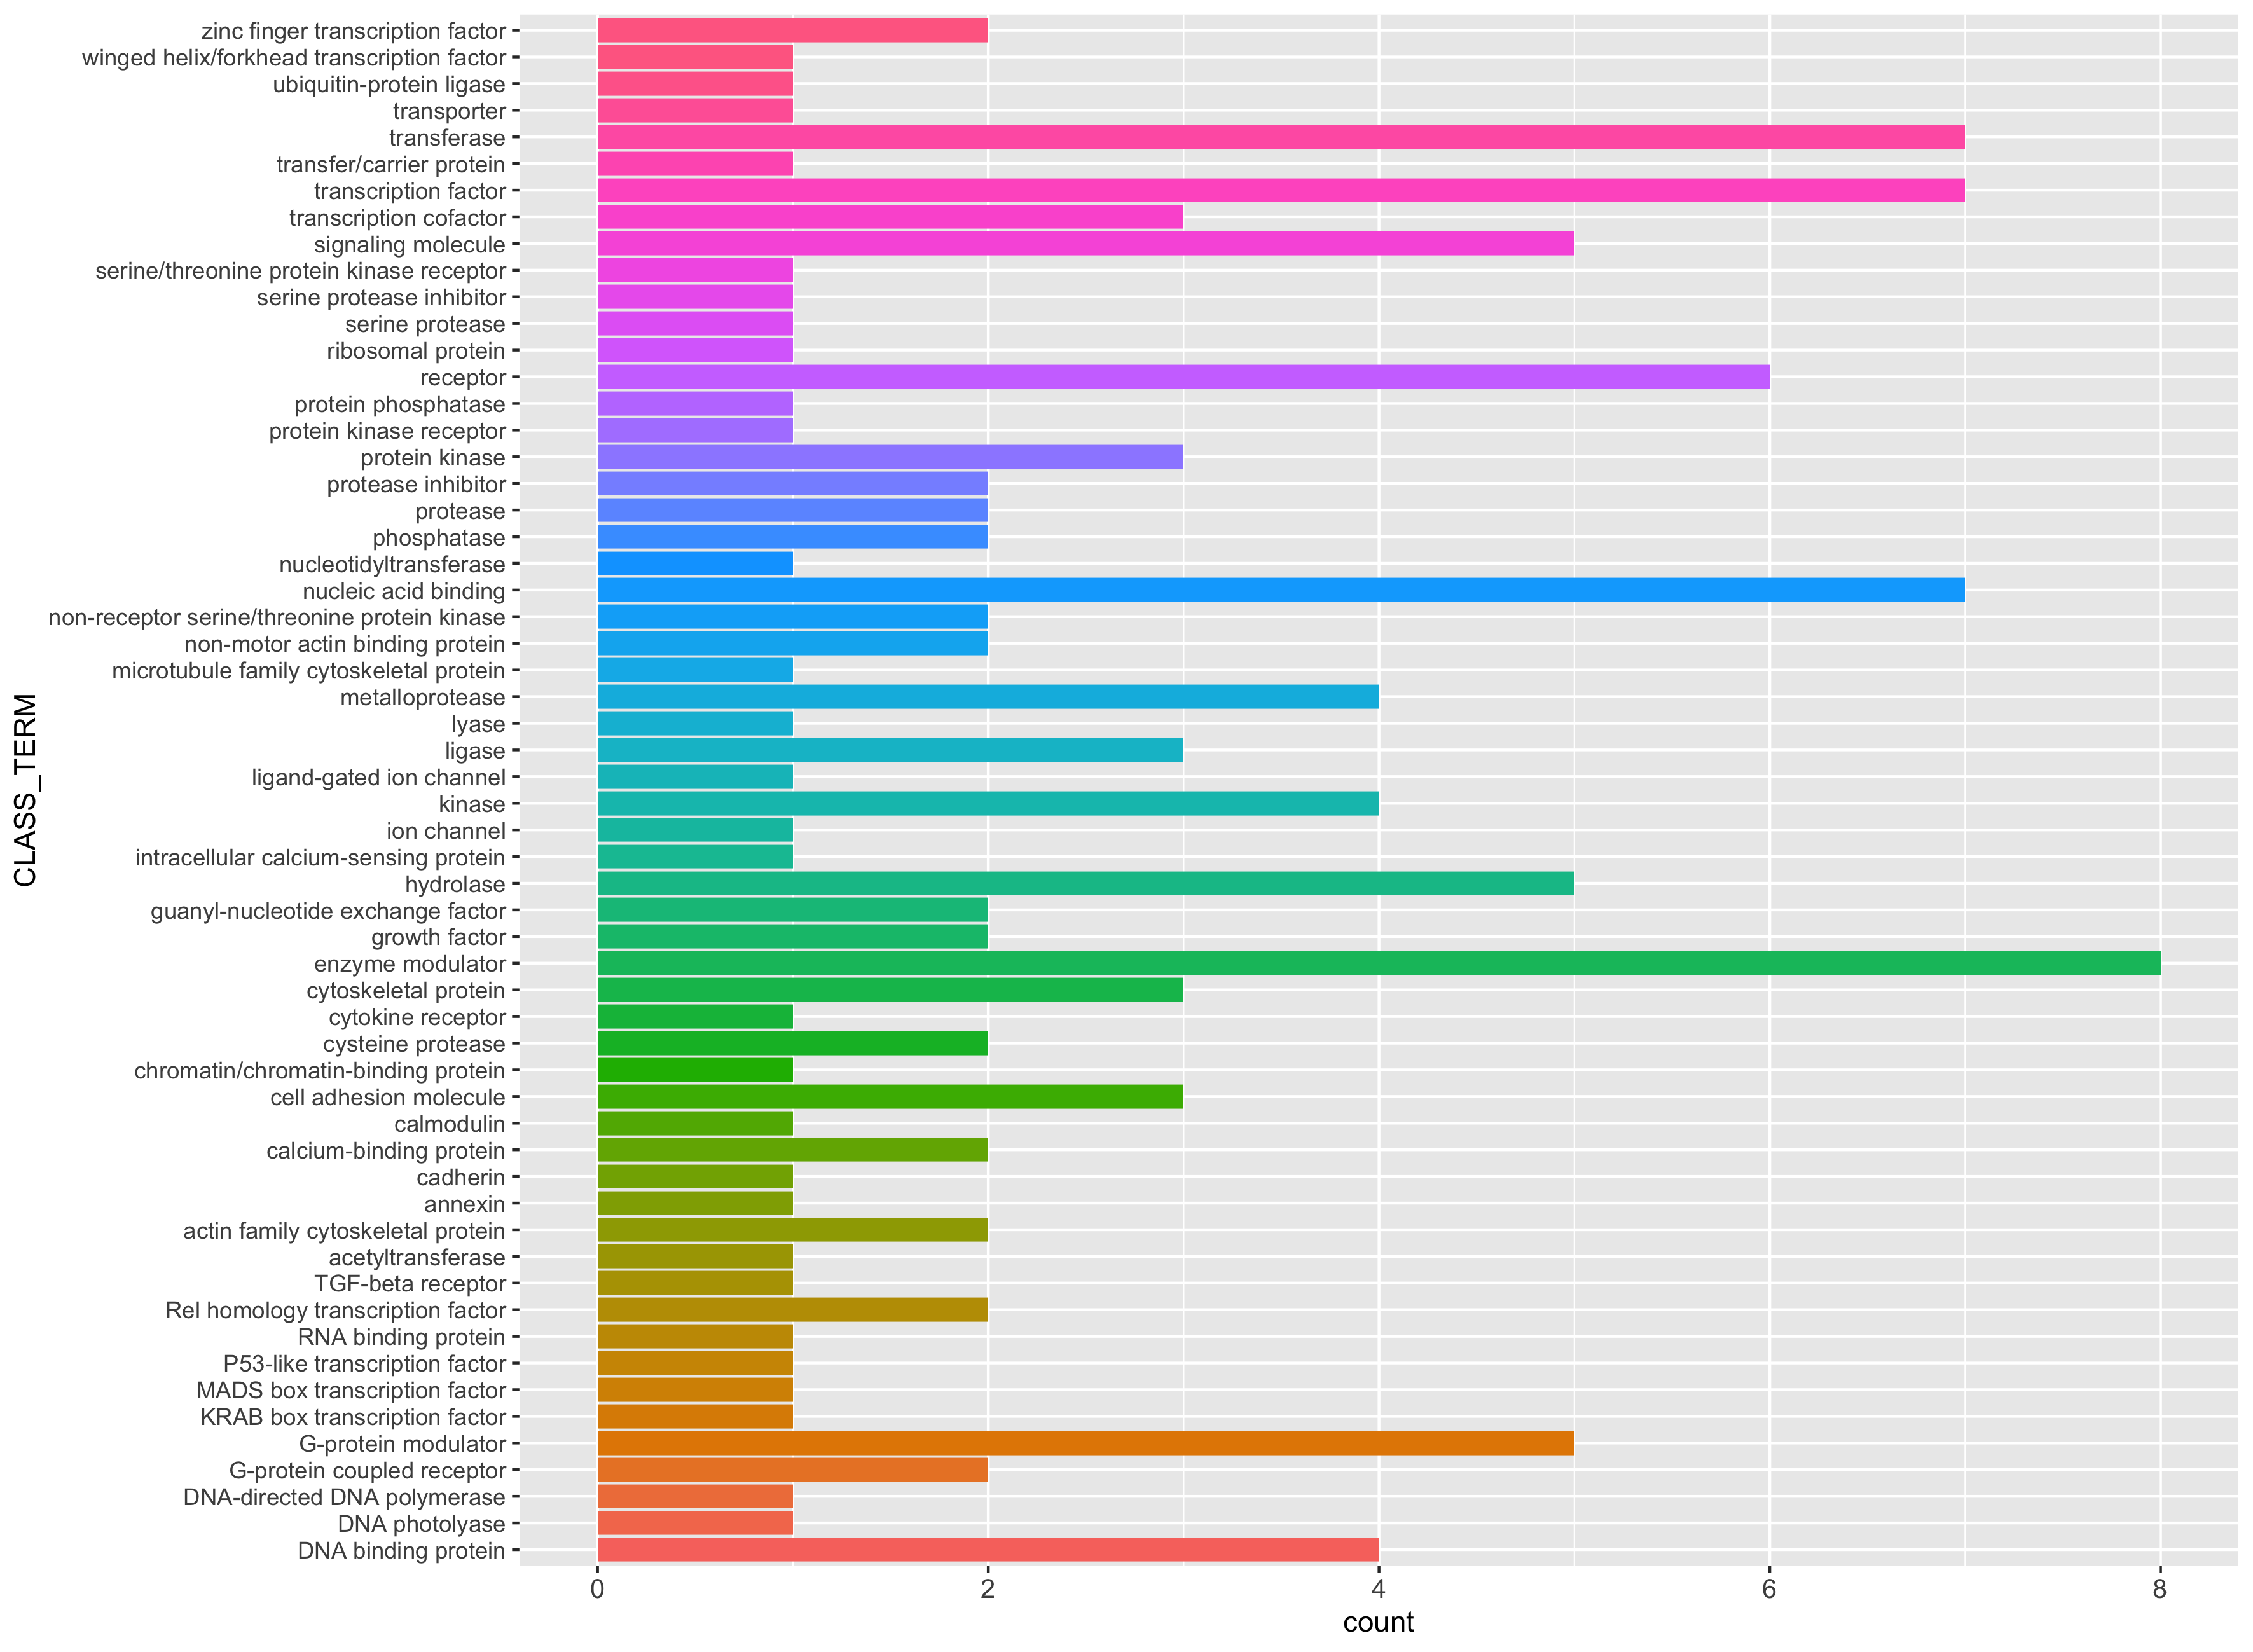 zinc finger transcription factor
winged helix/forkhead transcription factor
ubiquitin-protein ligase
transporter
transferase
transfer/carrier protein
transcription factor
transcription cofactor
signaling molecule
serine/threonine protein kinase receptor
serine protease inhibitor
serine protease
ribosomal protein
receptor
protein phosphatase
protein kinase receptor
protein kinase
protease inhibitor
protease
phosphatase
nucleotidyltransferase
nucleic acid binding
non-receptor serine/threonine protein kinase
non-motor actin binding protein
microtubule family cytoskeletal protein
metalloprotease
lyase
ligase
ligand-gated ion channel
kinase
ion channel
intracellular calcium-sensing protein
hydrolase
guanyl-nucleotide exchange factor
growth factor
enzyme modulator
cytoskeletal protein
cytokine receptor
cysteine protease
chromatin/chromatin-binding protein
cell adhesion molecule
calmodulin
calcium-binding protein
cadherin
annexin
actin family cytoskeletal protein
acetyltransferase
TGF-beta receptor
Rel homology transcription factor
RNA binding protein
P53-like transcription factor
MADS box transcription factor
KRAB box transcription factor
G-protein modulator
G-protein coupled receptor
DNA-directed DNA polymerase
DNA photolyase
DNA binding protein
CLASS_TERM
0 2 4 6 8
count